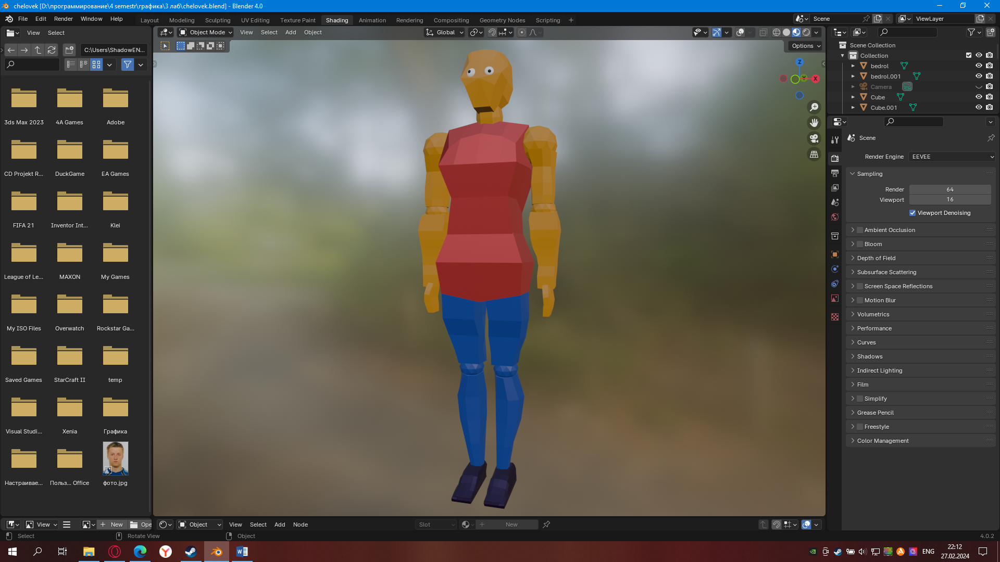 chelovek [D:\программирование\4 semestr\графика\3 лаб\chelovek.blend] - Blender 4.0
File Edit Render Window Help
Layout Modeling Sculpting UV Editing Texture Paint Shading Animation Rendering Compositing Geometry Nodes Scripting +
Scene
ViewLayer
View Select
C:\Users\ShadowEN...
3ds Max 2023 4A Games Adobe
CD Projekt R... DuckGame EA Games
FIFA 21 Inventor Int... Klei
League of Le... MAXON My Games
My ISO Files Overwatch Rockstar Ga...
Saved Games StarCraft II temp
Visual Studi... Xenia Графика
Настраивае... Польз... Office фото.jpg
View New Ope
Object Mode View Select Add Object
Global
Options
Z
Y
X
Scene Collection
Collection
bedrol
bedrol.001
Camera
Cube
Cube.001
Scene
Render Engine EEVEE
Sampling
Render 64
Viewport 16
Viewport Denoising
Ambient Occlusion
Bloom
Depth of Field
Subsurface Scattering
Screen Space Reflections
Motion Blur
Volumetrics
Performance
Curves
Shadows
Indirect Lighting
Film
Simplify
Grease Pencil
Freestyle
Color Management
Object View Select Add Node
Slot
New
Select Rotate View Object
4.0.2
ENG
22:12
27.02.2024